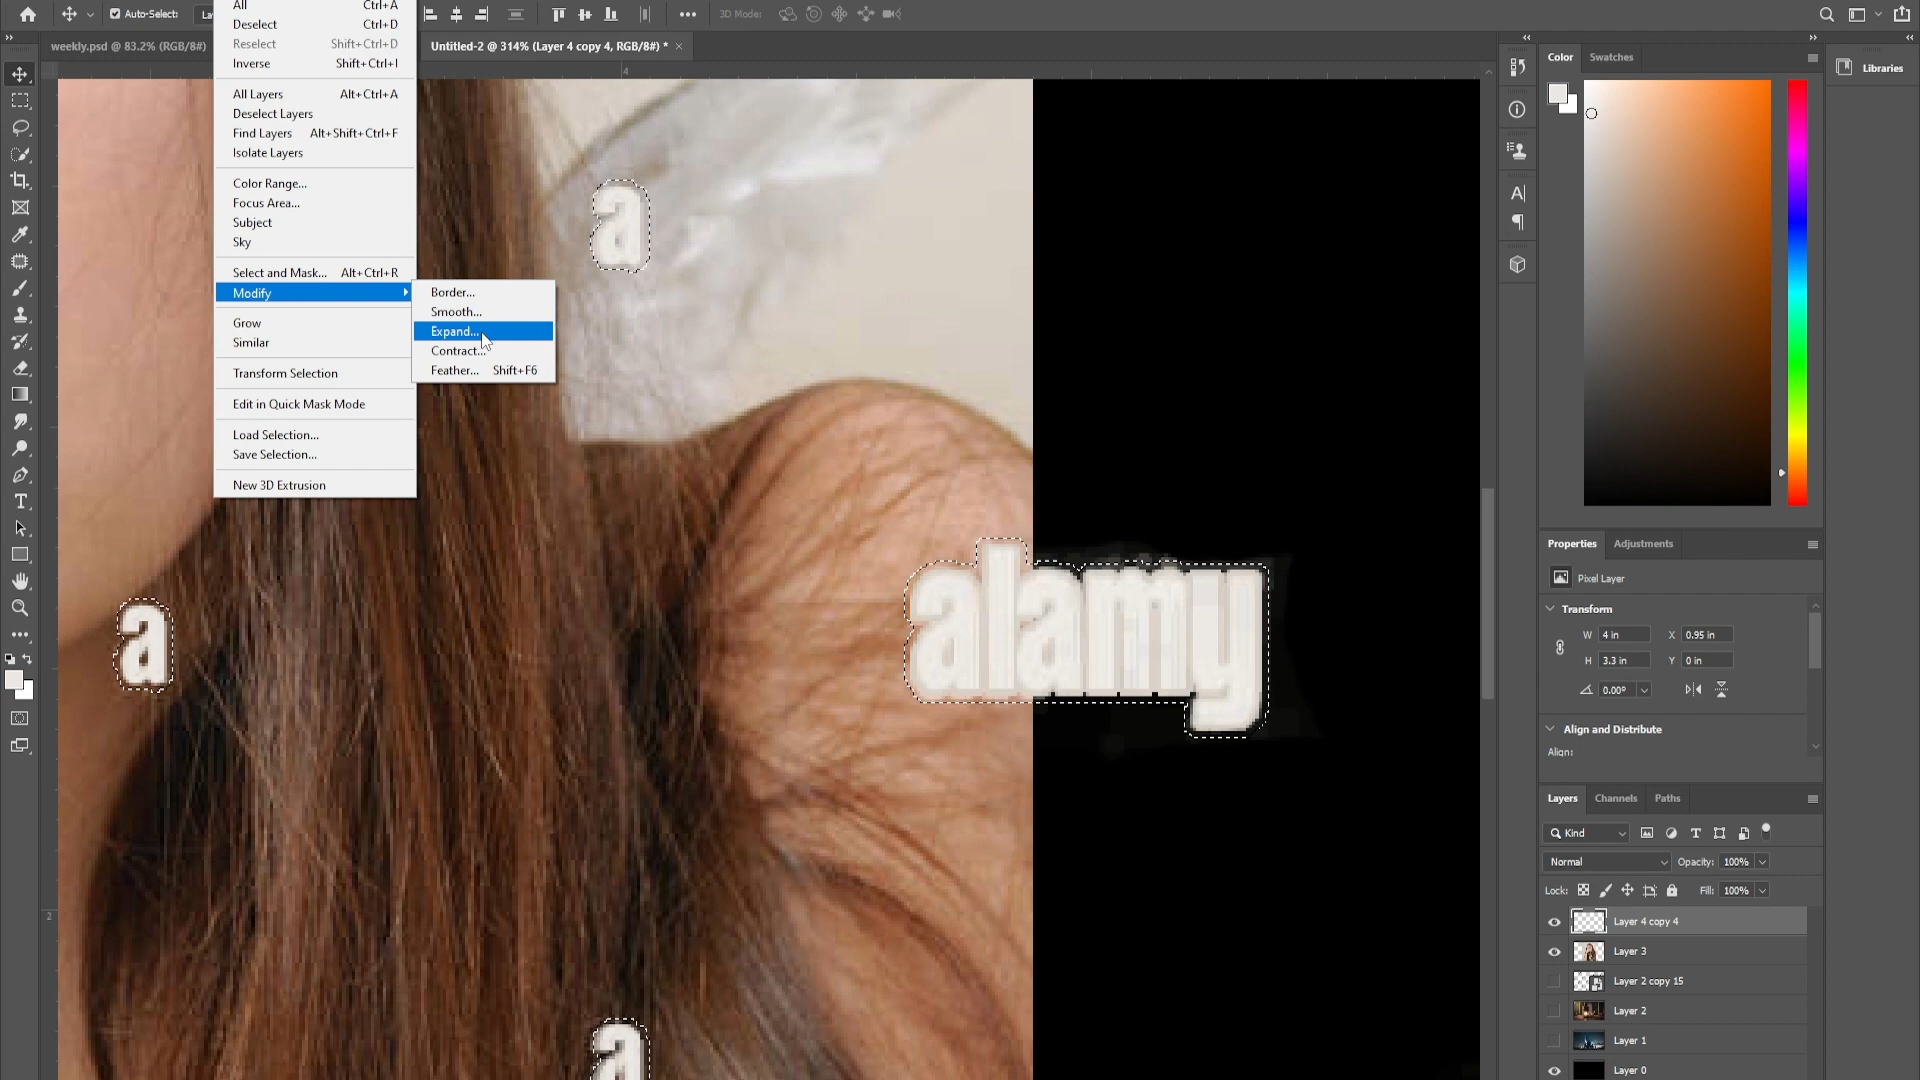 Auto-Select:
La
3D Mode:
weekly.psd @ 83.2% (RGB/8#)
Untitled-2 @ 314% (Layer 4 copy 4, RGB/8#) *
All Ctrl+A
Deselect Ctrl+D
Reselect Shift+Ctrl+D
Inverse Shift+Ctrl+I
All Layers Alt+Ctrl+A
Deselect Layers
Find Layers Alt+Shift+Ctrl+F
Isolate Layers
Color Range...
Focus Area...
Subject
Sky
Select and Mask... Alt+Ctrl+R
Modify
Grow
Similar
Transform Selection
Edit in Quick Mask Mode
Load Selection...
Save Selection...
New 3D Extrusion
Border...
Smooth...
Expand...
Contract...
Feather... Shift+F6
4
2
a
a
alamy
a
Color Swatches
Libraries
Properties Adjustments
Pixel Layer
Transform
W 4 in X 0.95 in
H 3.3 in Y 0 in
0.00°
Align and Distribute
Align:
Layers Channels Paths
Kind
Normal Opacity: 100%
Lock: Fill: 100%
Layer 4 copy 4
Layer 3
Layer 2 copy 15
Layer 2
Layer 1
Layer 0